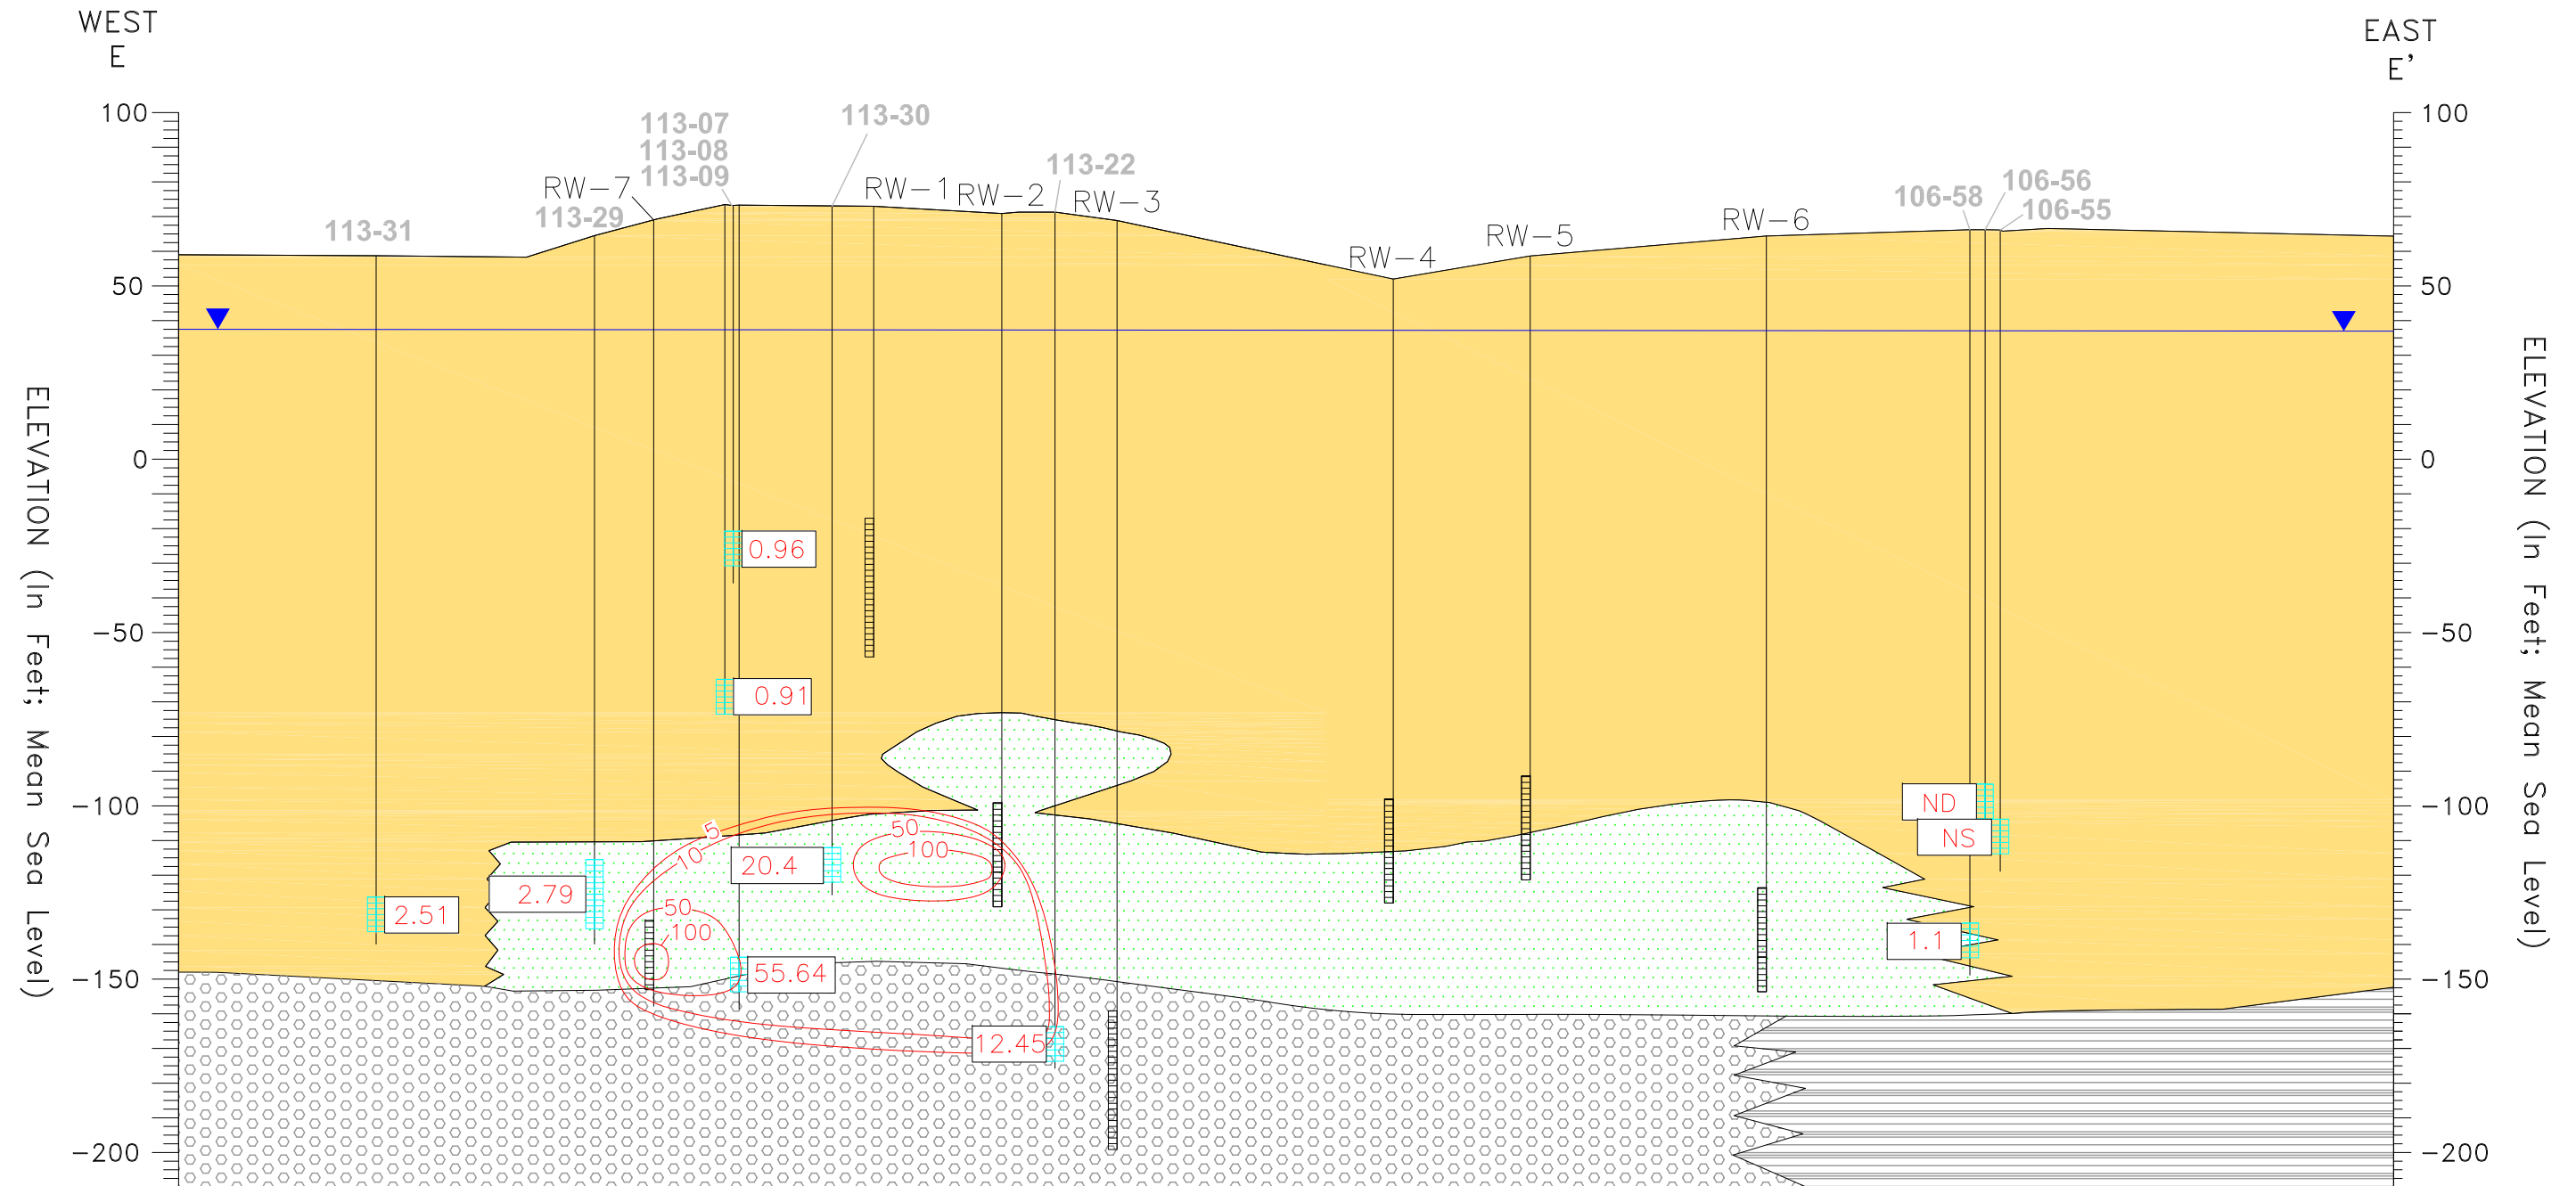 WEST
E
EAST
E'
100
50
0
-50
-100
-150
-200
ELEVATION (In Feet; Mean Sea Level)
113-31
RW-7
113-29
113-07
113-08
113-09
113-30
RW-1
RW-2
113-22
RW-3
RW-4
RW-5
RW-6
106-58
106-56
106-55
0.96
0.91
2.51
2.79
5
10
20.4
50
100
50
100
55.64
12.45
ND
NS
1.1
100
50
0
-50
-100
-150
-200
ELEVATION (In Feet; Mean Sea Level)